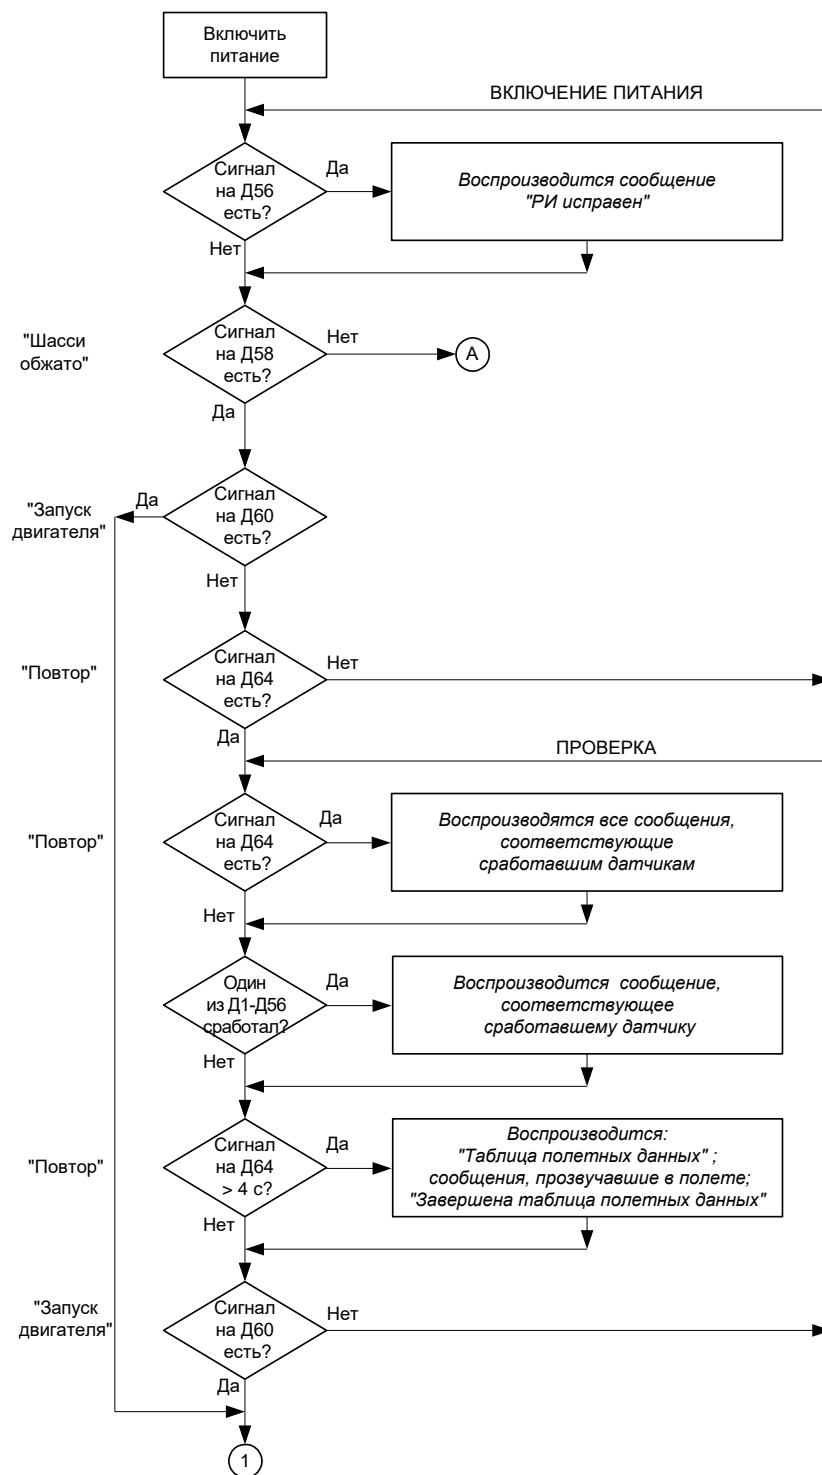 Включить
питание
ВКЛЮЧЕНИЕ ПИТАНИЯ
Сигнал
на Д56
есть?
Да
Воспроизводится сообщение
"РИ исправен"
Нет
"Шасси
обжато"
Сигнал
на Д58
есть?
Нет
А
Да
"Запуск
двигателя"
Да
Сигнал
на Д60
есть?
Нет
"Повтор"
Сигнал
на Д64
есть?
Нет
Да
ПРОВЕРКА
"Повтор"
Сигнал
на Д64
есть?
Да
Воспроизводятся все сообщения,
соответствующие
сработавшим датчикам
Нет
Один
из Д1-Д56
сработал?
Да
Воспроизводится сообщение,
соответствующее
сработавшему датчику
Нет
"Повтор"
Сигнал
на Д64
> 4 с?
Да
Воспроизводится:
"Таблица полетных данных" ;
сообщения, прозвучавшие в полете;
"Завершена таблица полетных данных"
Нет
"Запуск
двигателя"
Сигнал
на Д60
есть?
Нет
Да
1